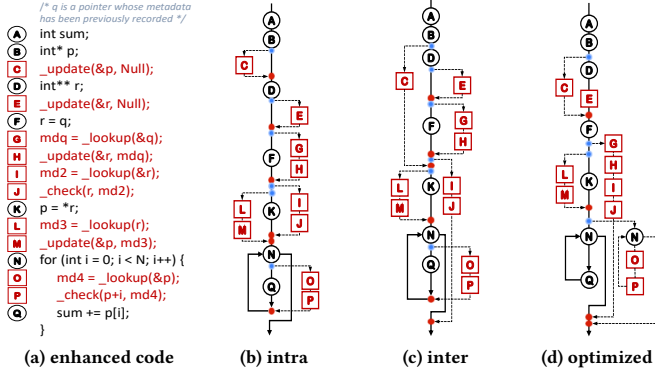 /* q is a pointer whose metadata
has been previously recorded */
A int sum;
B int* p;
C _update(&p, Null);
D int** r;
E _update(&r, Null);
F r = q;
G mdq = _lookup(&q);
H _update(&r, mdq);
I md2 = _lookup(&r);
J _check(r, md2);
K p = *r;
L md3 = _lookup(r);
M _update(&p, md3);
N for (int i = 0; i < N; i++) {
O md4 = _lookup(&p);
P _check(p+i, md4);
Q sum += p[i];
}
(a) enhanced code
A
B
C
D
E
G
F
H
L
I
K
M
J
N
O
Q
P
(b) intra
A
B
D
C
E
G
F
H
L
I
K
M
J
N
O
Q
P
(c) inter
A
B
D
C
E
F
G
L
H
K
I
M
J
N
N
O
Q
P
(d) optimized